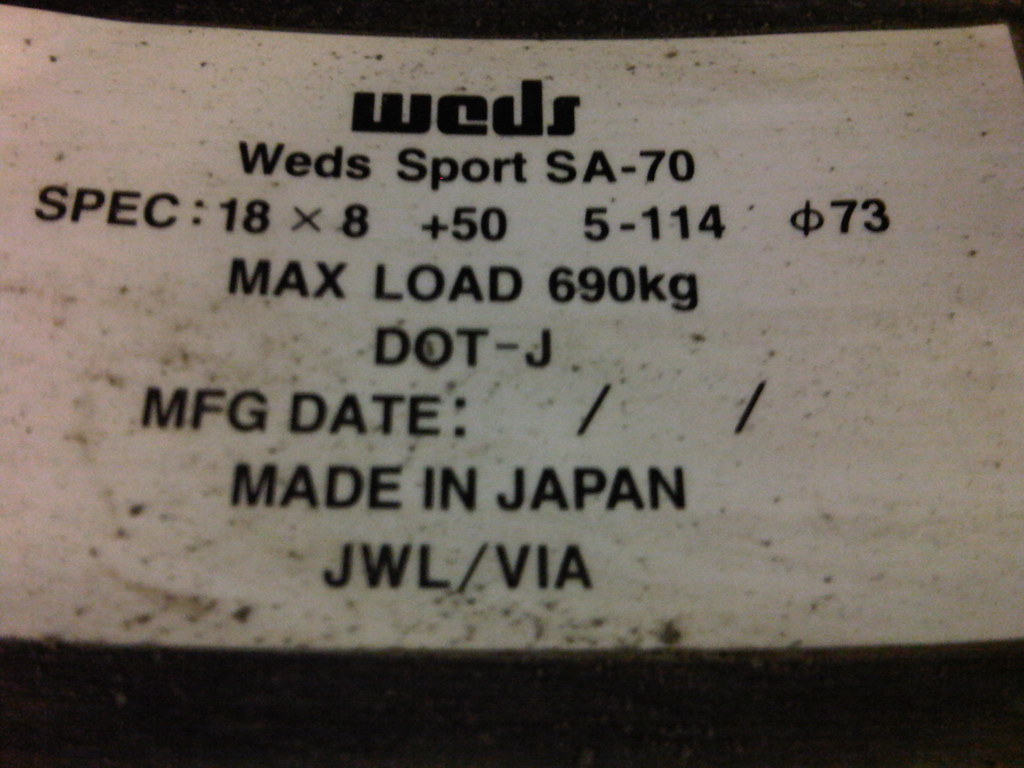 weds
Weds Sport SA-70
SPEC: 18 × 8 +50 5-114 φ73
MAX LOAD 690kg
DOT-J
MFG DATE: / /
MADE IN JAPAN
JWL/VIA